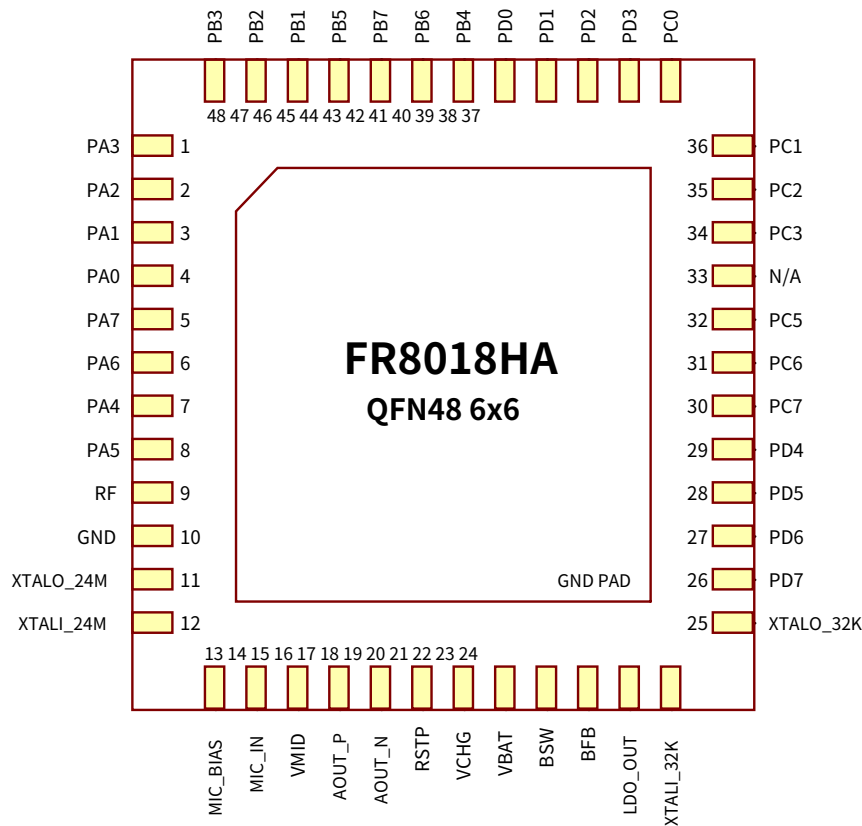 PB3 PB2 PB1 PB5 PB7 PB6 PB4 PD0 PD1 PD2 PD3 PC0
48 47 46 45 44 43 42 41 40 39 38 37
PA3 1 36 PC1
PA2 2 35 PC2
PA1 3 34 PC3
PA0 4 33 N/A
PA7 5 32 PC5
PA6 6 31 PC6
PA4 7 30 PC7
PA5 8 29 PD4
RF 9 28 PD5
GND 10 27 PD6
XTALO_24M 11 26 PD7
XTALI_24M 12 25 XTALO_32K
FR8018HA
QFN48 6x6
GND PAD
13 14 15 16 17 18 19 20 21 22 23 24
MIC_BIAS MIC_IN VMID AOUT_P AOUT_N RSTP VCHG VBAT BSW BFB LDO_OUT XTALI_32K